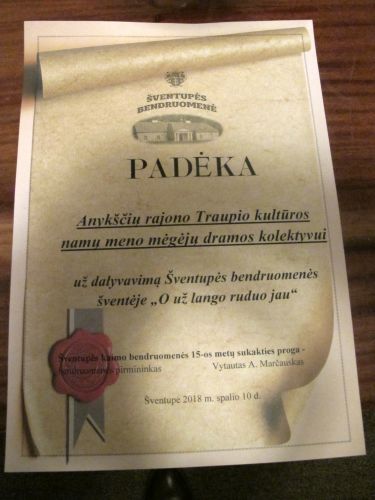 ŠVENTUPĖS
BENDRUOMENĖ
PADĖKA
Anykščių rajono Traupio kultūros
namų meno mėgėjų dramos kolektyvui
už dalyvavimą Šventupės bendruomenės
šventėje „O už lango ruduo jau“
Šventupės kaimo bendruomenės 15-os metų sukakties proga -
bendruomenės pirmininkas Vytautas A. Marčauskas
Šventupė 2018 m. spalio 10 d.